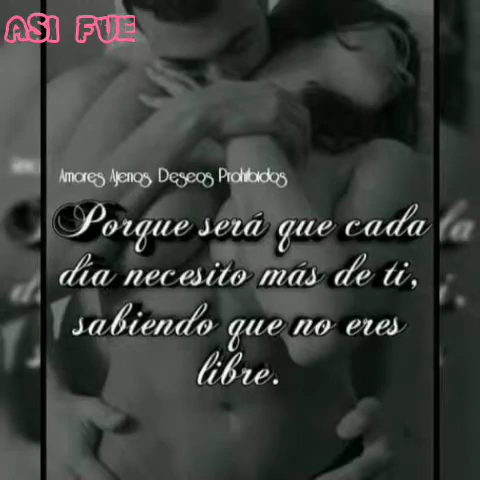 ASI FUE
Amores Ajenos, Deseos Prohibidos
Porque será que cada
día necesito más de ti,
sabiendo que no eres
libre.